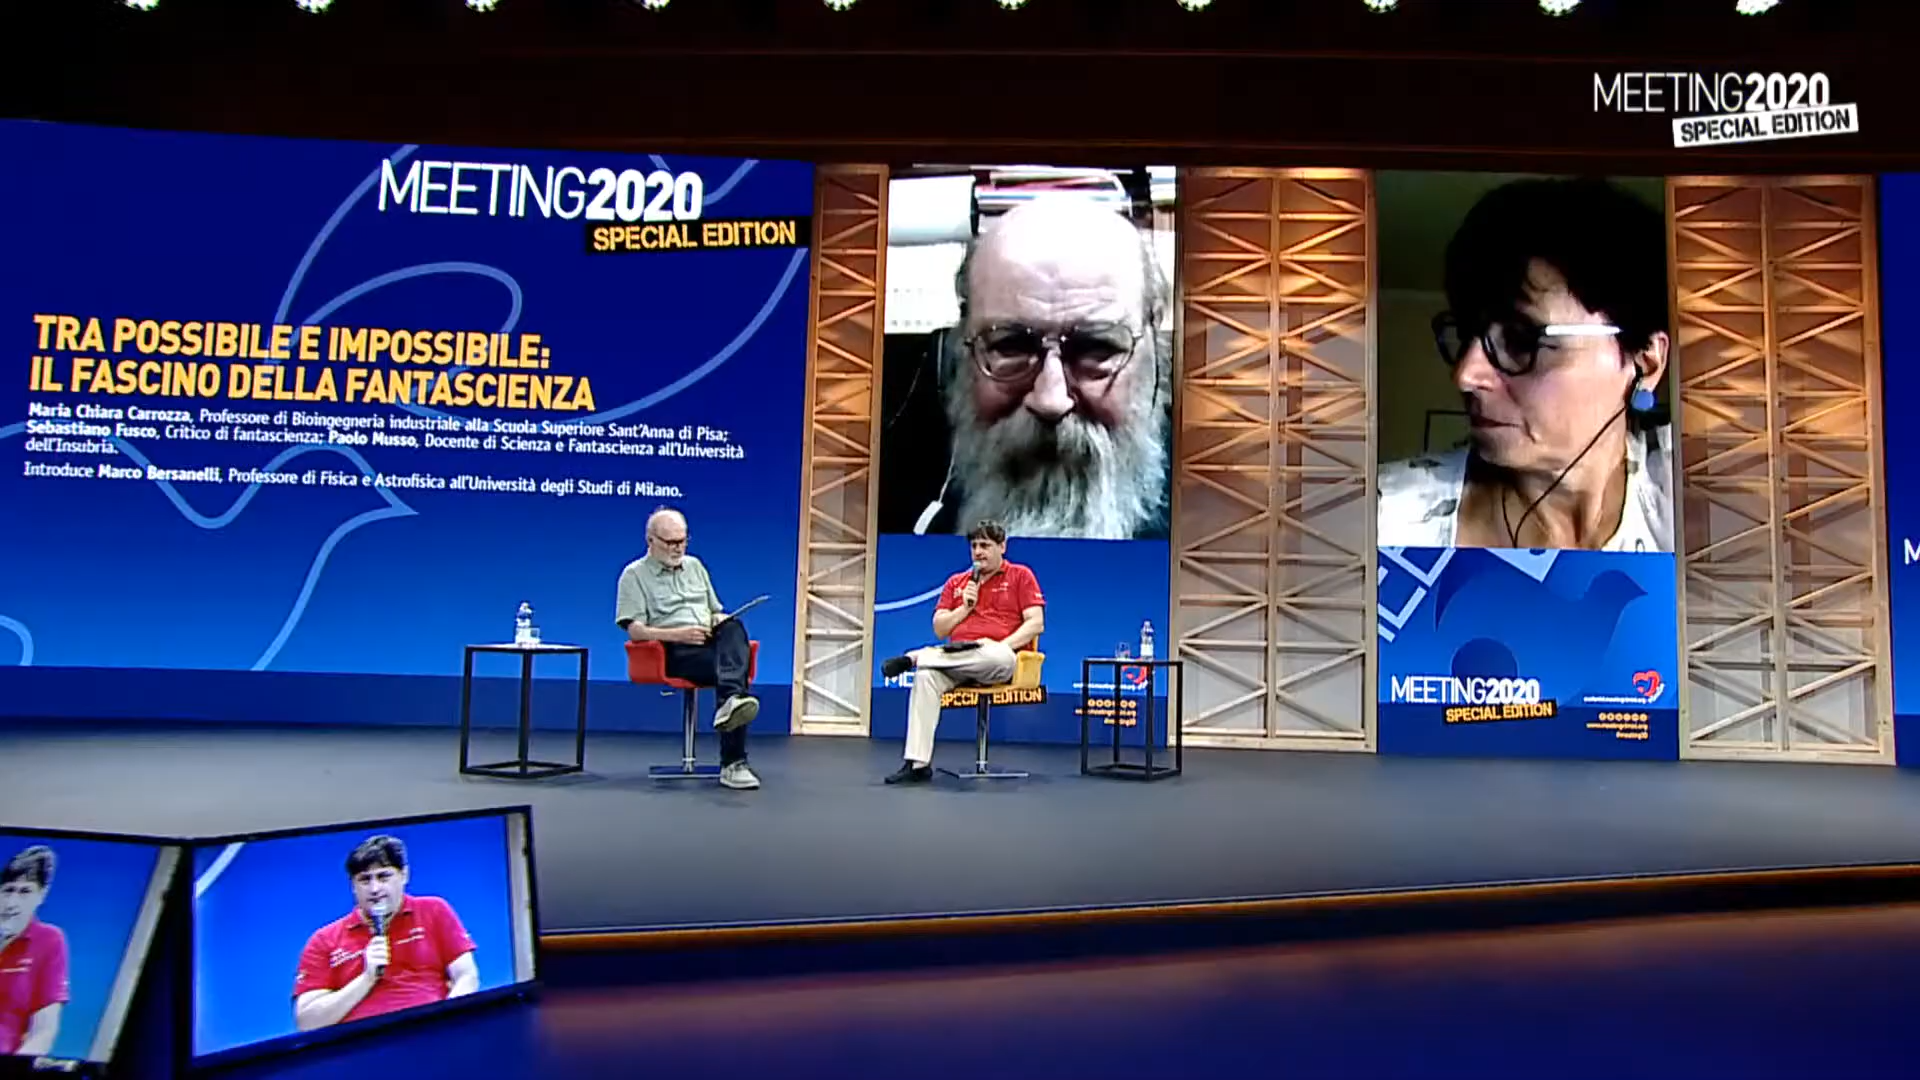 MEETING2020
SPECIAL EDITION
MEETING2020
SPECIAL EDITION
TRA POSSIBILE E IMPOSSIBILE:
IL FASCINO DELLA FANTASCIENZA
Maria Chiara Carrozza, Professore di Bioingegneria industriale alla Scuola Superiore Sant'Anna di Pisa;
Sebastiano Fusco, Critico di fantascienza; Paolo Musso, Docente di Scienza e Fantascienza all'Università
dell'Insubria.
Introduce Marco Bersanelli, Professore di Fisica e Astrofisica all'Università degli Studi di Milano.
SPECIAL EDITION
MEETING2020
SPECIAL EDITION